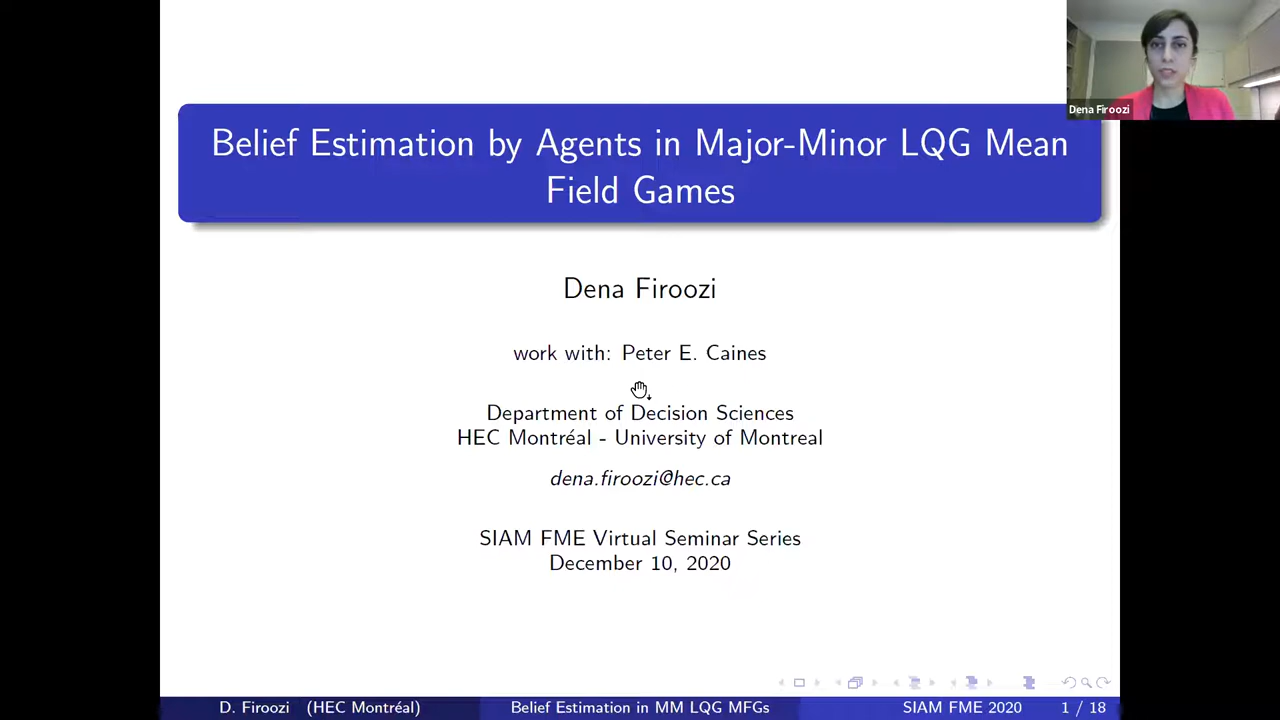 Dena Firoozi
Belief Estimation by Agents in Major-Minor LQG Mean
Field Games
Dena Firoozi
work with: Peter E. Caines
Department of Decision Sciences
HEC Montréal - University of Montreal
dena.firoozi@hec.ca
SIAM FME Virtual Seminar Series
December 10, 2020
D. Firoozi (HEC Montréal) Belief Estimation in MM LQG MFGs SIAM FME 2020 1 / 18